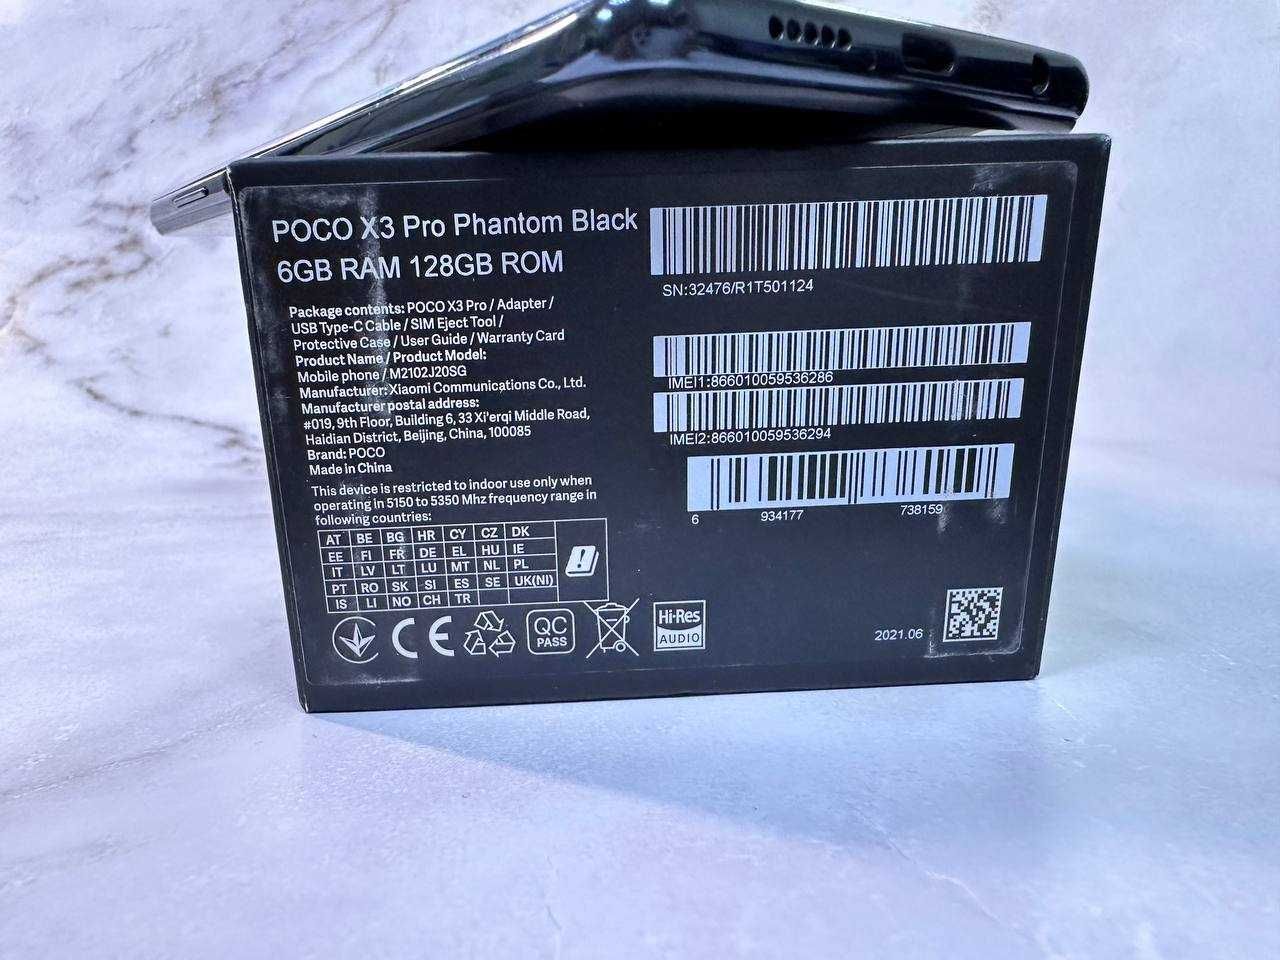 POCO X3 Pro Phantom Black
6GB RAM 128GB ROM
Package contents: POCO X3 Pro / Adapter /
USB Type-C Cable / SIM Eject Tool /
Protective Case / User Guide / Warranty Card
Product Name / Product Model:
Mobile phone / M2102J20SG
Manufacturer: Xiaomi Communications Co., Ltd.
Manufacturer postal address:
#019, 9th Floor, Building 6, 33 Xi'erqi Middle Road,
Haidian District, Beijing, China, 100085
Brand: POCO
Made in China
This device is restricted to indoor use only when
operating in 5150 to 5350 Mhz frequency range in
following countries:
AT BE BG HR CY CZ DK
EE FI FR DE EL HU IE
IT LV LT LU MT NL PL
PT RO SK SI ES SE UK(NI)
IS LI NO CH TR
CE
QC
PASS
Hi-Res
AUDIO
SN:32476/R1T501124
IMEI1:866010059536286
IMEI2:866010059536294
6 934177 738159
2021.06